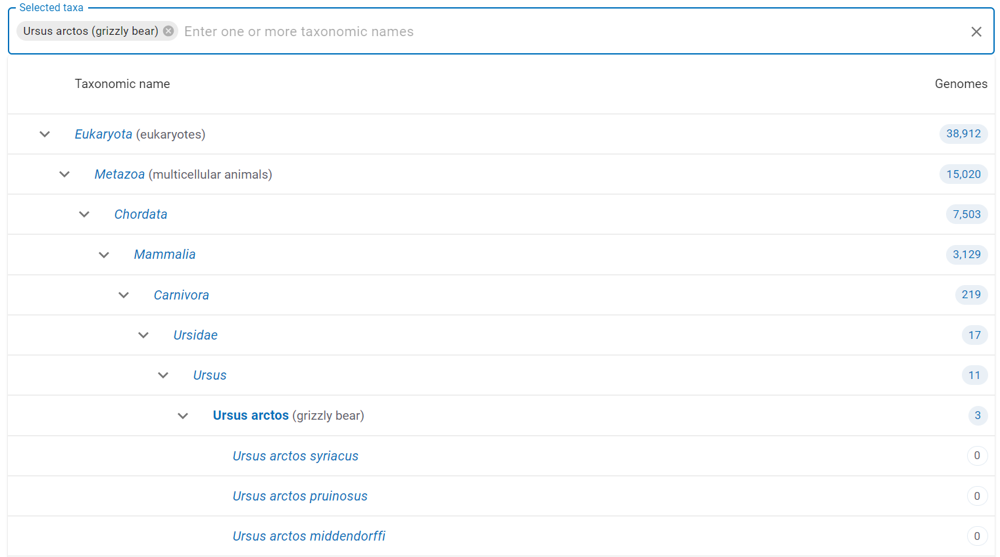 Selected taxa
Ursus arctos (grizzly bear) Enter one or more taxonomic names
Taxonomic name Genomes
Eukaryota (eukaryotes) 38,912
Metazoa (multicellular animals) 15,020
Chordata 7,503
Mammalia 3,129
Carnivora 219
Ursidae 17
Ursus 11
Ursus arctos (grizzly bear) 3
Ursus arctos syriacus 0
Ursus arctos pruinosus 0
Ursus arctos middendorffi 0